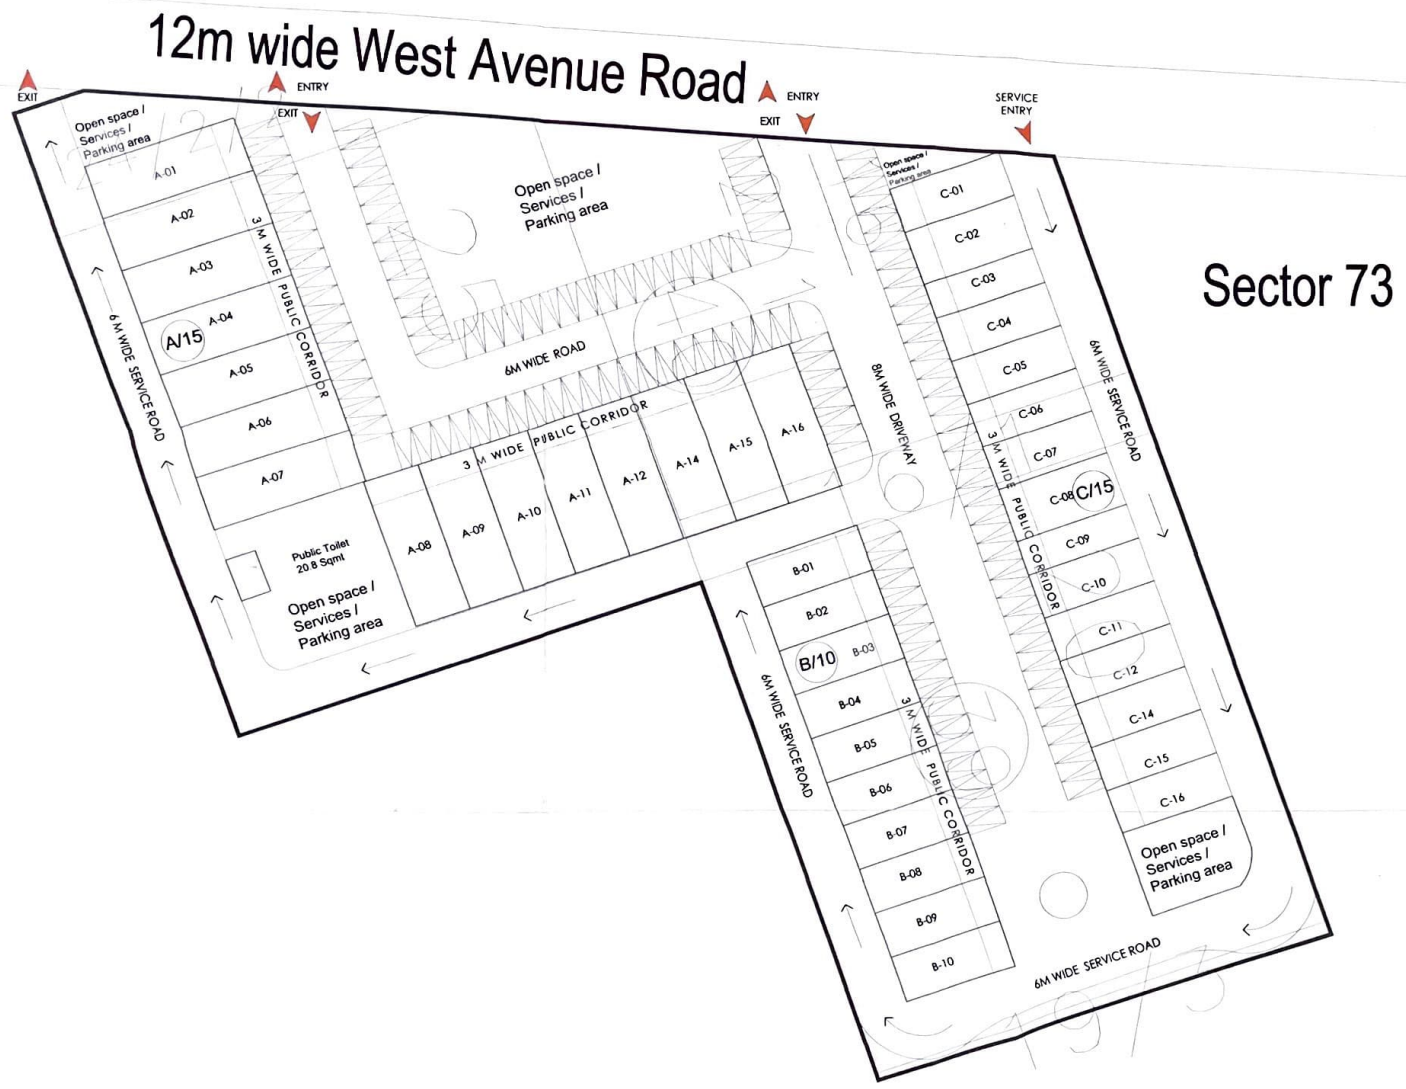 12m wide West Avenue Road
EXIT
ENTRY
EXIT
ENTRY
EXIT
SERVICE
ENTRY
Sector 73
Open space /
Services /
Parking area
A-01
A-02
A-03
A-04
A/15
A-05
A-06
A-07
3 M WIDE PUBLIC CORRIDOR
6 M WIDE SERVICE ROAD
Open space /
Services /
Parking area
6M WIDE ROAD
3 M WIDE PUBLIC CORRIDOR
A-08
A-09
A-10
A-11
A-12
A-14
A-15
A-16
Public Toilet
20.8 Sqmt
Open space /
Services /
Parking area
8M WIDE DRIVEWAY
Open space /
Services /
Parking area
C-01
C-02
C-03
C-04
C-05
C-06
C-07
C-08
C/15
C-09
C-10
C-11
C-12
C-14
C-15
C-16
3 M WIDE PUBLIC CORRIDOR
6M WIDE SERVICE ROAD
Open space /
Services /
Parking area
B-01
B-02
B/10
B-03
B-04
B-05
B-06
B-07
B-08
B-09
B-10
3 M WIDE PUBLIC CORRIDOR
6M WIDE SERVICE ROAD
6M WIDE SERVICE ROAD